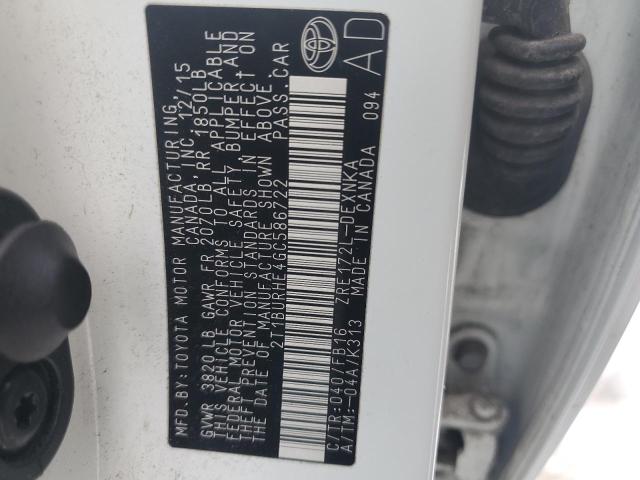 MFD.BY:TOYOTA MOTOR MANUFACTURING,
CANADA, INC. 12/15
GVWR 3820 LB GAWR FR 2070LB, RR 1850LB
THIS VEHICLE CONFORMS TO ALL APPLICABLE
FEDERAL MOTOR VEHICLE SAFETY, BUMPER, AND
THEFT PREVENTION STANDARDS IN EFFECT ON
THE DATE OF MANUFACTURE SHOWN ABOVE.
2T1BURHE4GC586722 PASS.CAR
C/TR:040/FB16 ZRE172L-DEXNKA
A/TM:-04A/K313 MADE IN CANADA 094
AD